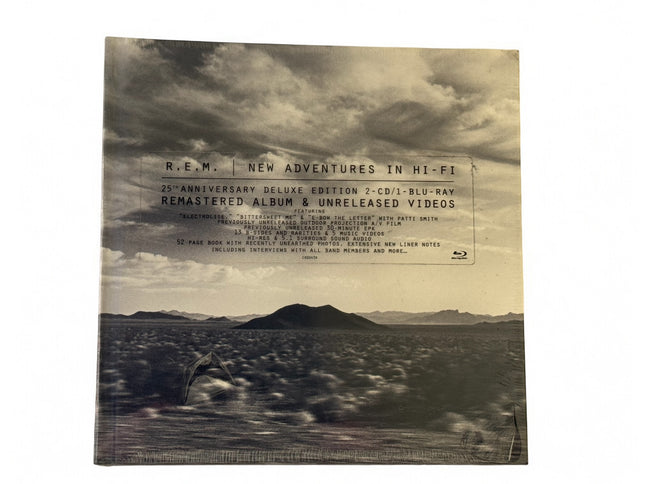 R.E.M. | NEW ADVENTURES IN HI-FI
25TH ANNIVERSARY DELUXE EDITION 2-CD/1-BLU-RAY
REMASTERED ALBUM & UNRELEASED VIDEOS
FEATURING
"ELECTROLITE," "BITTERSWEET ME" & "E-BOW THE LETTER" WITH PATTI SMITH
PREVIOUSLY UNRELEASED OUTDOOR PROJECTION A/V FILM
PREVIOUSLY UNRELEASED 30-MINUTE EPK
13 B SIDES AND RARITIES & 5 MUSIC VIDEOS
HI-RES & 5.1 SURROUND SOUND AUDIO
52-PAGE BOOK WITH RECENTLY UNEARTHED PHOTOS, EXTENSIVE NEW LINER NOTES
INCLUDING INTERVIEWS WITH ALL BAND MEMBERS AND MORE…